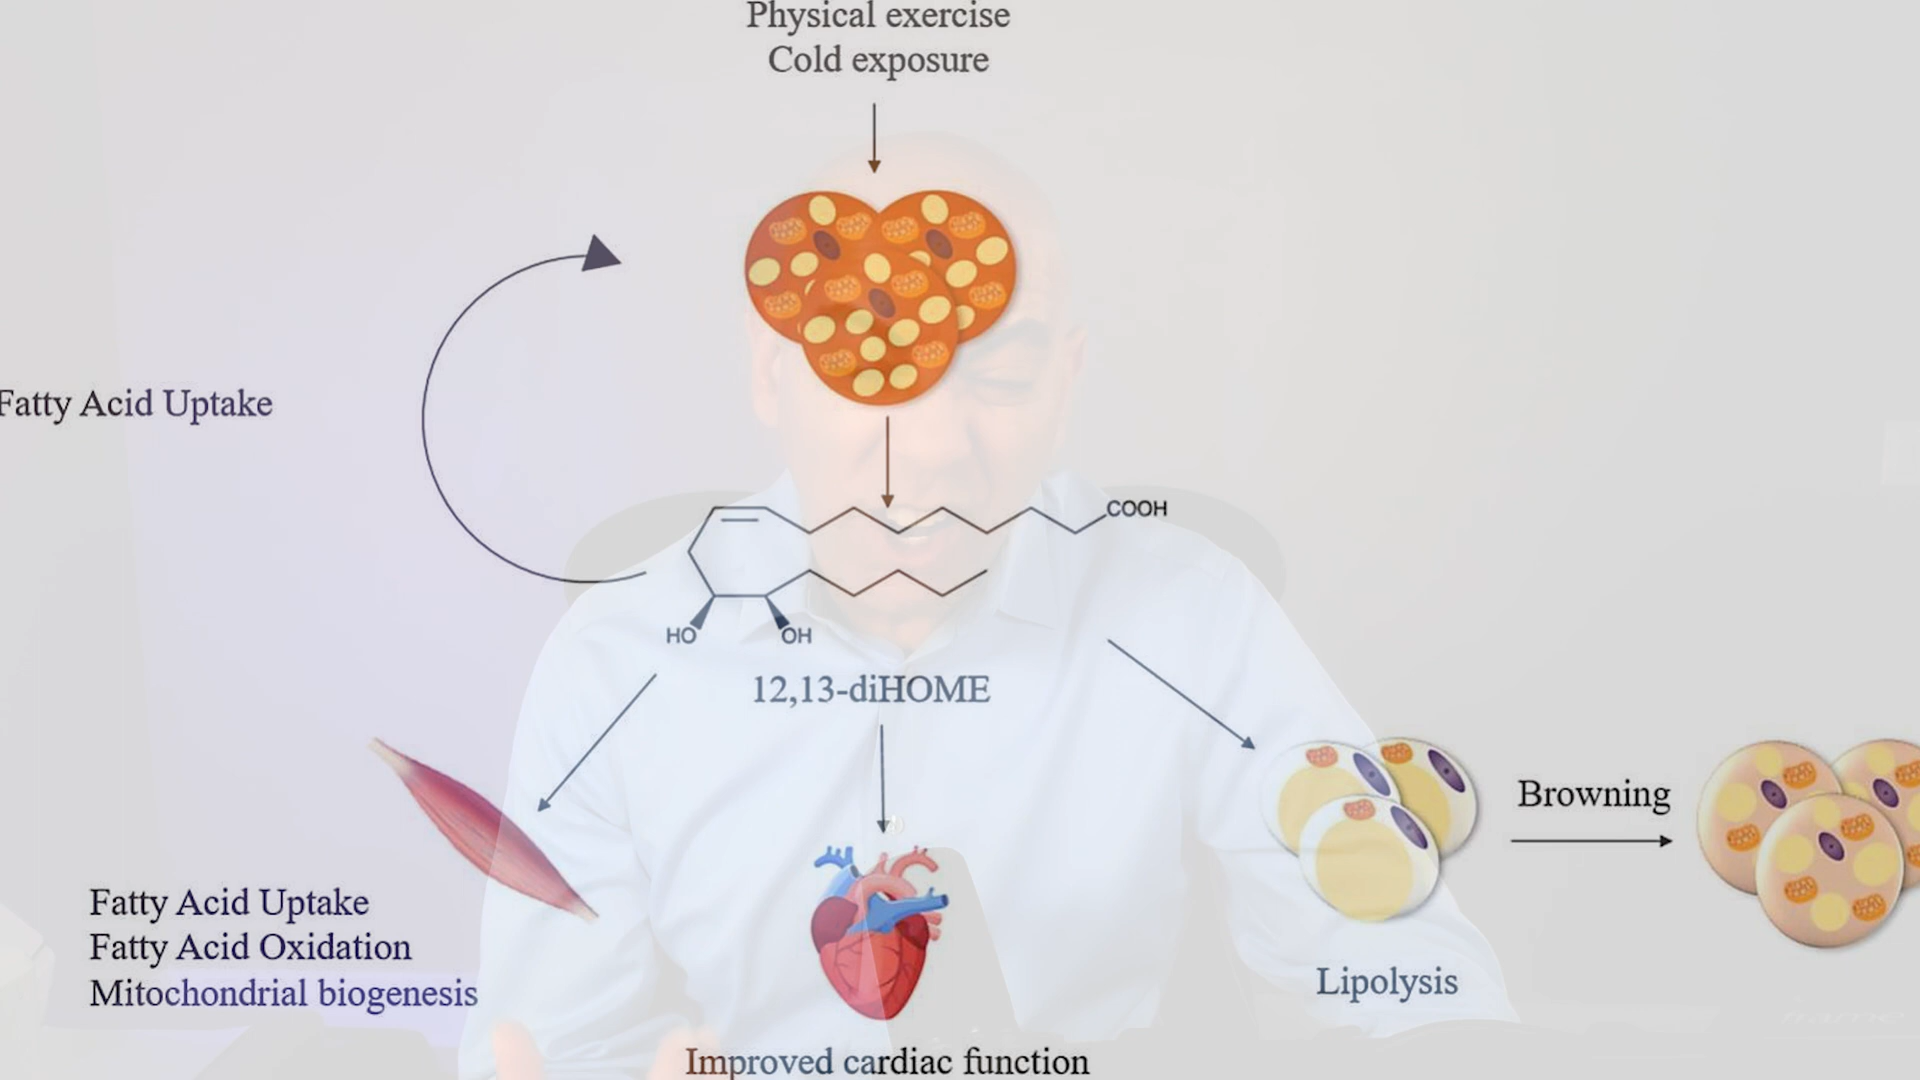 Physical exercise
Cold exposure
Fatty Acid Uptake
COOH
HO
OH
12,13-diHOME
Browning
Fatty Acid Uptake
Fatty Acid Oxidation
Mitochondrial biogenesis
Lipolysis
Improved cardiac function